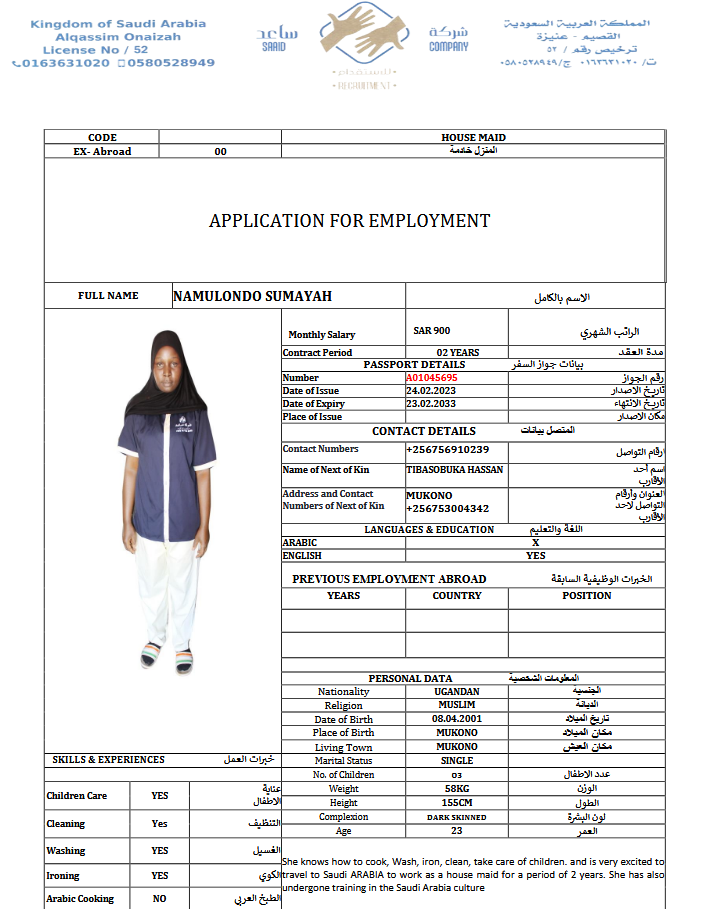 Kingdom of Saudi Arabia
Alqassim Onaizah
License No / 52
0163631020 0580528949
ساعد
SAAID
شركة
COMPANY
للاستقدام
• RECRUITMENT •
المملكة العربية السعودية
القصيم - عنيزة
ترخيص رقم / ٥٢
ت/ ٠١٦٣٦٣١٠٢٠ ج/ ٠٥٨٠٥٢٨٩٤٩
CODE HOUSE MAID
EX- Abroad 00 المنزل خادمة
APPLICATION FOR EMPLOYMENT
FULL NAME NAMULONDO SUMAYAH الاسم بالكامل
Monthly Salary SAR 900 الراتب الشهري
Contract Period 02 YEARS مدة العقد
PASSPORT DETAILS بيانات جواز السفر
Number A01045695 رقم الجواز
Date of Issue 24.02.2023 تاريخ الاصدار
Date of Expiry 23.02.2033 تاريخ الانتهاء
Place of Issue مكان الاصدار
CONTACT DETAILS المتصل بيانات
Contact Numbers +256756910239 ارقام التواصل
Name of Next of Kin TIBASOBUKA HASSAN اسم أحد الأقارب
Address and Contact Numbers of Next of Kin MUKONO +256753004342 العنوان وأرقام التواصل لاحد الأقارب
LANGUAGES & EDUCATION اللغة والتعليم
ARABIC X
ENGLISH YES
PREVIOUS EMPLOYMENT ABROAD الخبرات الوظيفية السابقة
YEARS COUNTRY POSITION
PERSONAL DATA المعلومات الشخصية
Nationality UGANDAN الجنسية
Religion MUSLIM الديانة
Date of Birth 08.04.2001 تاريخ الميلاد
Place of Birth MUKONO مكان الميلاد
Living Town MUKONO مكان العيش
Marital Status SINGLE
No. of Children 03 عدد الاطفال
Weight 58KG الوزن
Height 155CM الطول
Complexion DARK SKINNED لون البشرة
Age 23 العمر
SKILLS & EXPERIENCES خبرات العمل
Children Care YES عناية الاطفال
Cleaning Yes التنظيف
Washing YES الغسيل
Ironing YES الكوي
Arabic Cooking NO الطبخ العربي
She knows how to cook, Wash, iron, clean, take care of children. and is very excited to
travel to Saudi ARABIA to work as a house maid for a period of 2 years. She has also
undergone training in the Saudi Arabia culture